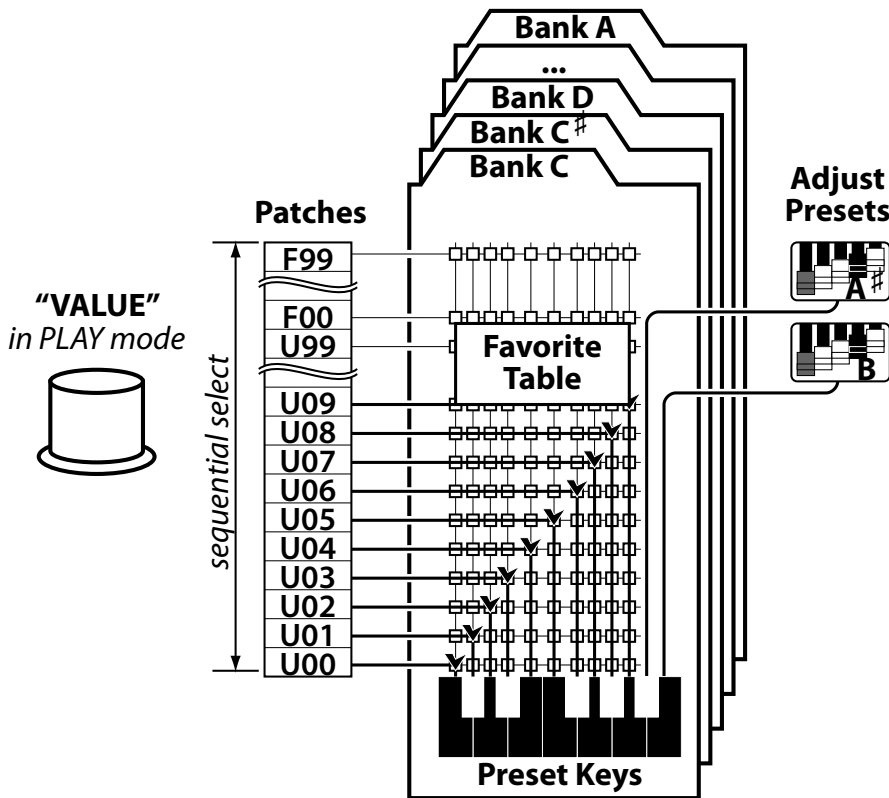 Bank A
...
Bank D
Bank C♯
Bank C
Adjust
Presets
Patches
F99
A♯
"VALUE"
in PLAY mode
F00
U99
Favorite
Table
B
sequential select
U09
U08
U07
U06
U05
U04
U03
U02
U01
U00
Preset Keys